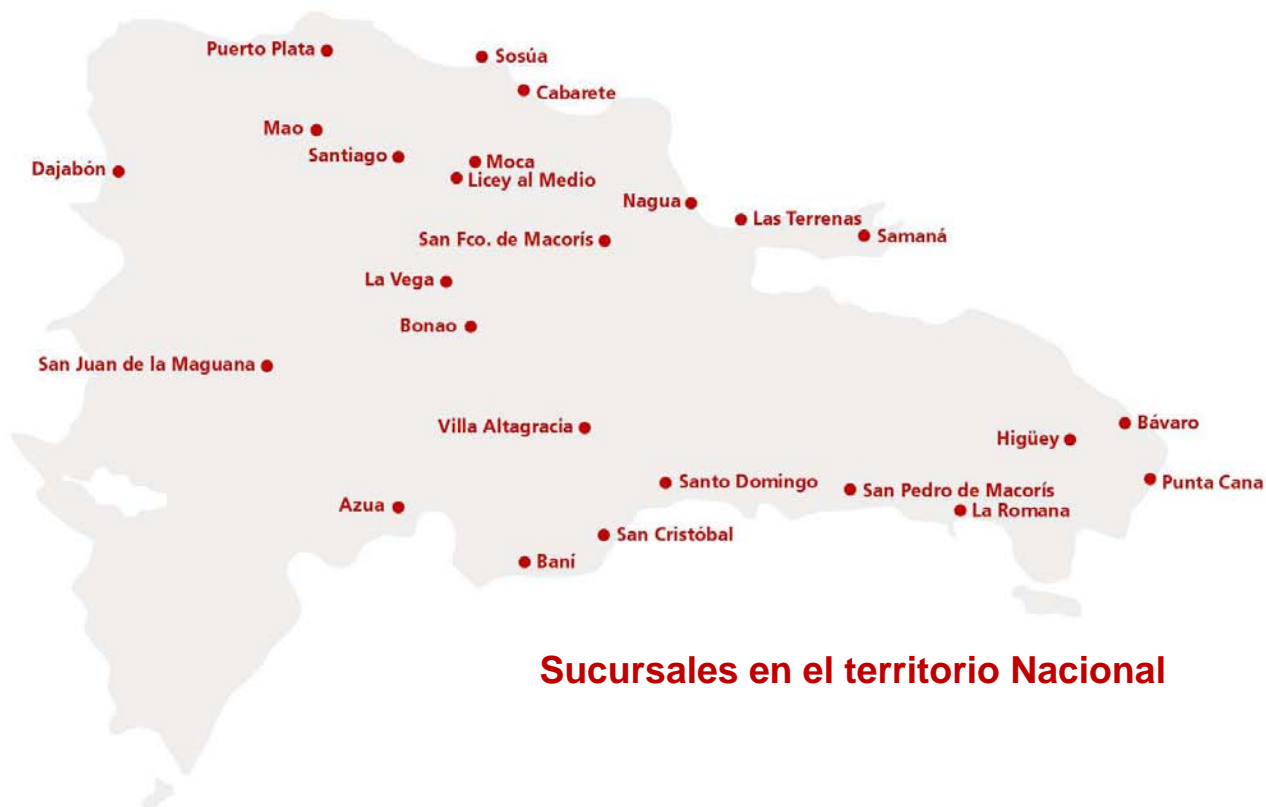 Puerto Plata
Sosúa
Cabarete
Mao
Santiago
Moca
Dajabón
Licey al Medio
Nagua
Las Terrenas
Samaná
San Fco. de Macorís
La Vega
Bonao
San Juan de la Maguana
Villa Altagracia
Bávaro
Higüey
Santo Domingo
San Pedro de Macorís
Punta Cana
Azua
La Romana
San Cristóbal
Baní
Sucursales en el territorio Nacional